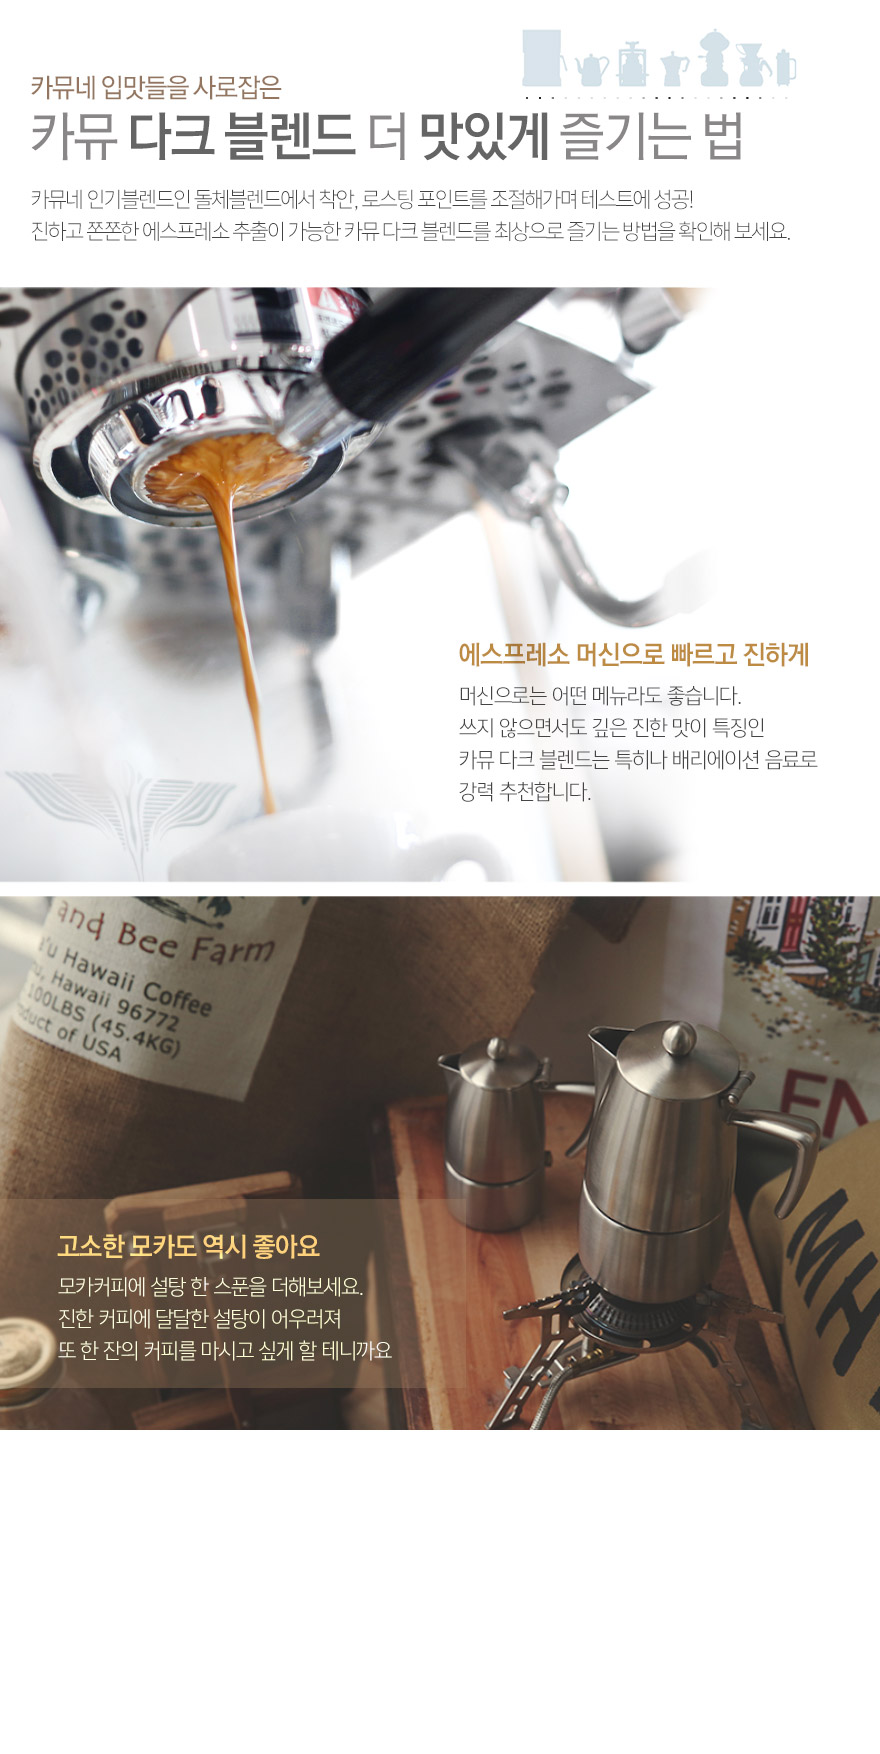 카뮤네 입맛들을 사로잡은
카뮤 다크 블렌드 더 맛있게 즐기는 법
카뮤네 인기블렌드인 돌체블렌드에서 착안, 로스팅 포인트를 조절해가며 테스트에 성공!
진하고 쫀쫀한 에스프레소 추출이 가능한 카뮤 다크 블렌드를 최상으로 즐기는 방법을 확인해 보세요.
에스프레소 머신으로 빠르고 진하게
머신으로는 어떤 메뉴라도 좋습니다.
쓰지 않으면서도 깊은 진한 맛이 특징인
카뮤 다크 블렌드는 특히나 배리에이션 음료로
강력 추천합니다.
and Bee Farm
a'u Hawaii Coffee
Hawaii 96772
100LBS (45.4KG)
duct of USA
EN
MH
고소한 모카도 역시 좋아요
모카커피에 설탕 한 스푼을 더해보세요.
진한 커피에 달달한 설탕이 어우러져
또 한 잔의 커피를 마시고 싶게 할 테니까요